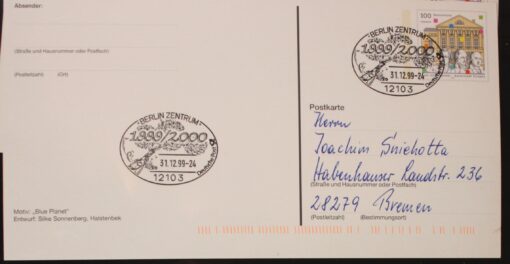 Absender:
(Straße und Hausnummer oder Postfach)
(Postleitzahl) (Ort)
"BERLIN ZENTRUM"
1999/2000
31.12.99-24
12103
Deutsche Post
100
"BERLIN ZENTRUM"
1999/2000
31.12.99-24
12103
Deutsche Post
Postkarte
Herrn
Joachim Sniehotta
Habenhauser Landstr. 236
(Straße und Hausnummer oder Postfach)
28279 Bremen
(Postleitzahl) (Bestimmungsort)
Motiv: „Blue Planet"
Entwurf: Silke Sonnenberg, Halstenbek